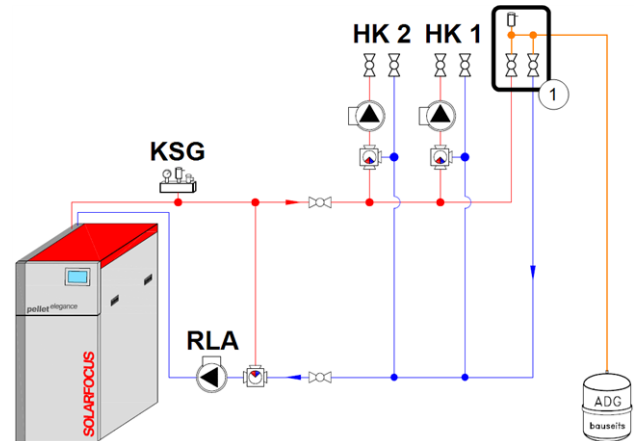 HK 2 HK 1
1
KSG
pellet elegance
SOLARFOCUS
RLA
ADG
bauseits